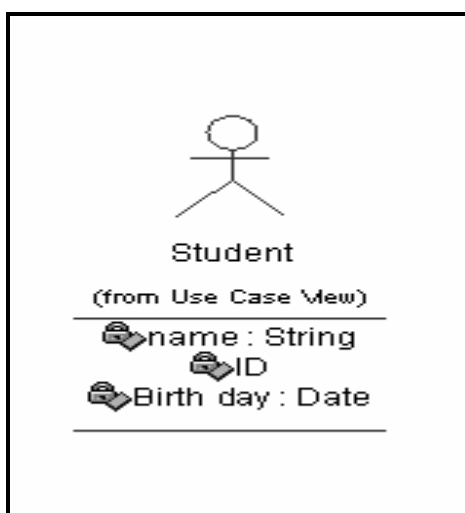 Student
(from Use Case View)
name : String
ID
Birth day : Date